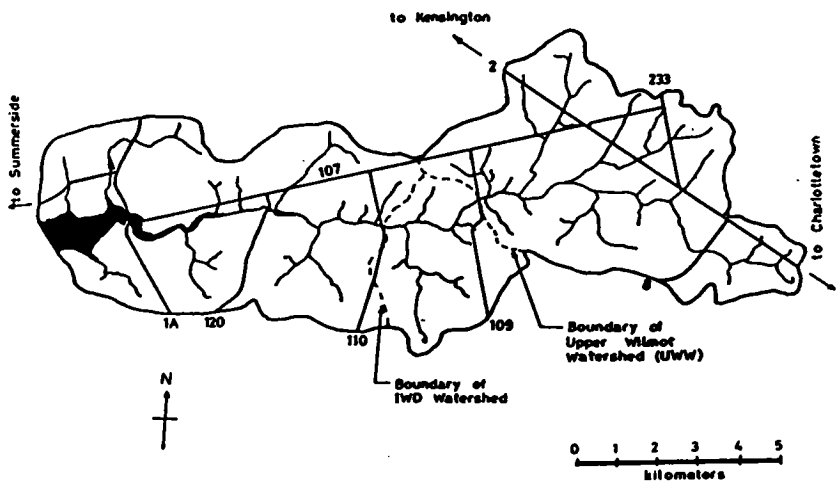 to Kensington
2
233
to Summerside
107
to Charlottetown
1A
120
110
109
Boundary of
Upper Wilmot
Watershed (UWW)
Boundary of
IWD Watershed
N
0 1 2 3 4 5
kilometers